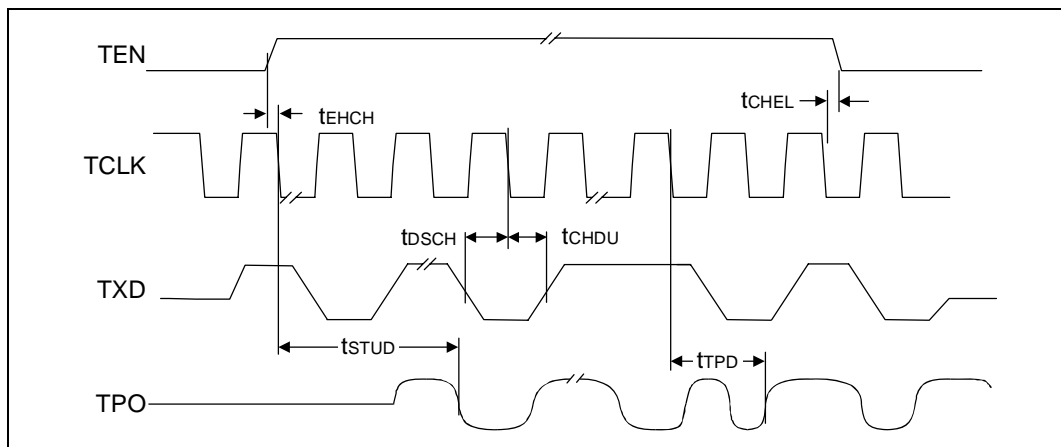 TEN
tCHEL
tEHCH
TCLK
tDSCH
tCHDU
TXD
tSTUD
tTPD
TPO